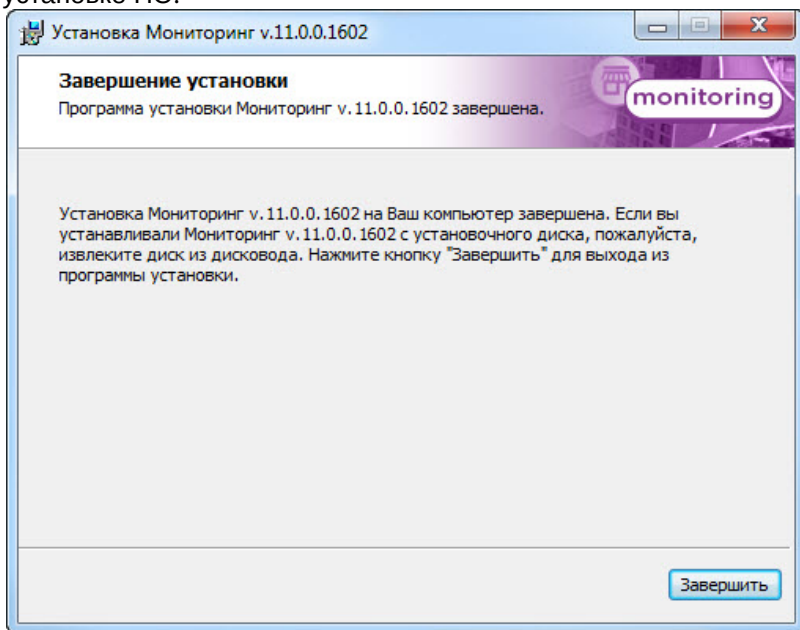 установке ПО.
Установка Мониторинг v.11.0.0.1602
Завершение установки
Программа установки Мониторинг v.11.0.0.1602 завершена.
monitoring
Установка Мониторинг v.11.0.0.1602 на Ваш компьютер завершена. Если вы
устанавливали Мониторинг v.11.0.0.1602 с установочного диска, пожалуйста,
извлеките диск из дисковода. Нажмите кнопку "Завершить" для выхода из
программы установки.
Завершить